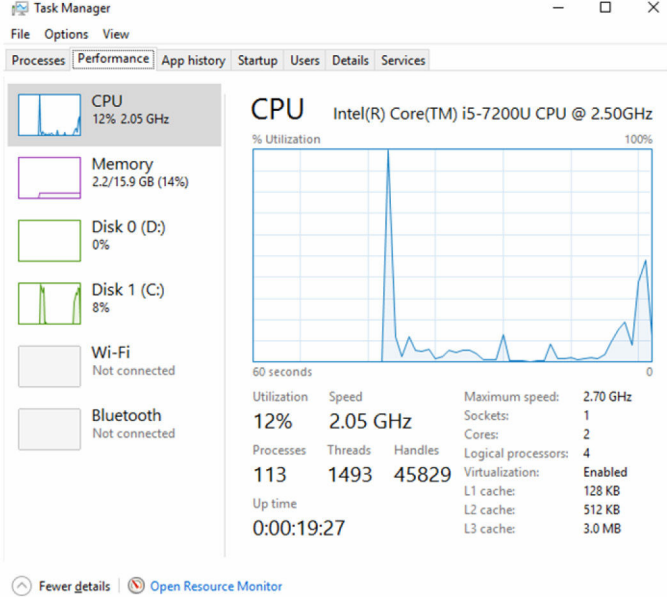 Task Manager
File Options View
Processes Performance App history Startup Users Details Services
CPU
12% 2.05 GHz
Memory
2.2/15.9 GB (14%)
Disk 0 (D:)
0%
Disk 1 (C:)
8%
Wi-Fi
Not connected
Bluetooth
Not connected
CPU Intel(R) Core(TM) i5-7200U CPU @ 2.50GHz
% Utilization 100%
60 seconds 0
Utilization Speed
12% 2.05 GHz
Processes Threads Handles
113 1493 45829
Up time
0:00:19:27
Maximum speed: 2.70 GHz
Sockets: 1
Cores: 2
Logical processors: 4
Virtualization: Enabled
L1 cache: 128 KB
L2 cache: 512 KB
L3 cache: 3.0 MB
Fewer details Open Resource Monitor